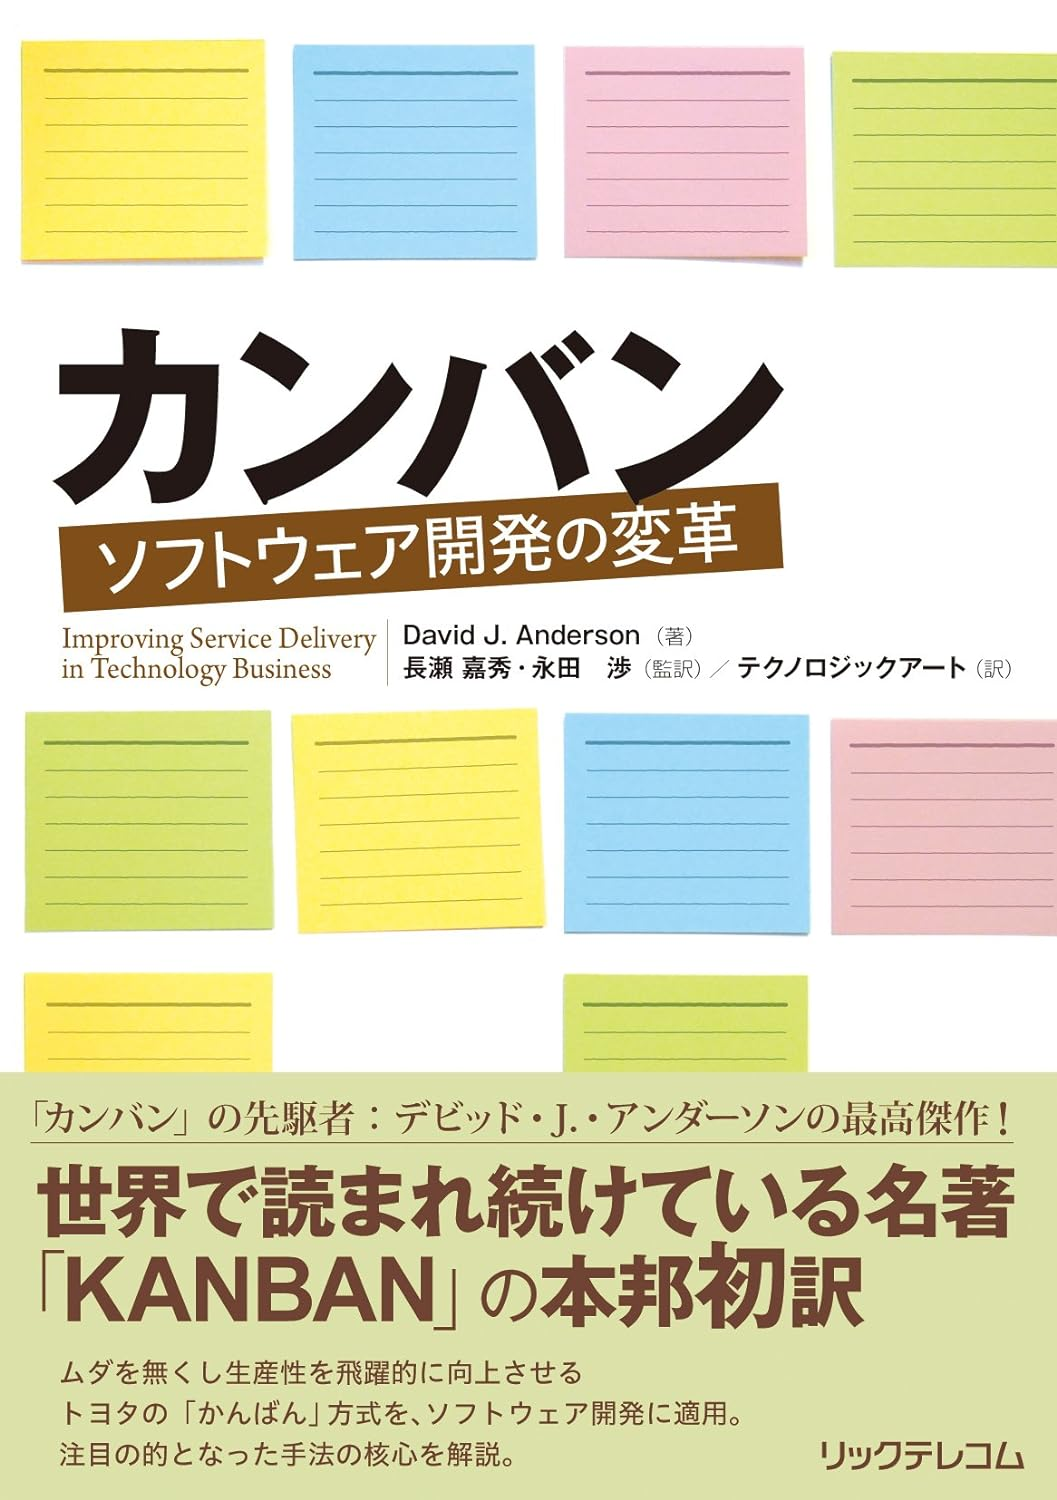 カンバン
ソフトウェア開発の変革
Improving Service Delivery
in Technology Business
David J. Anderson（著）
長瀬 嘉秀・永田　渉（監訳）／テクノロジックアート（訳）
「カンバン」の先駆者：デビッド・J.・アンダーソンの最高傑作！
世界で読まれ続けている名著
「KANBAN」の本邦初訳
ムダを無くし生産性を飛躍的に向上させる
トヨタの「かんばん」方式を、ソフトウェア開発に適用。
注目の的となった手法の核心を解説。
リックテレコム